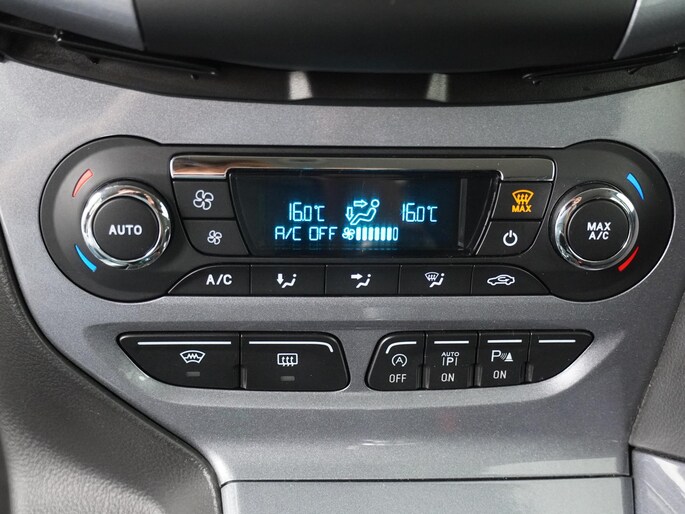 AUTO
16.0°C 16.0°C
A/C OFF
MAX
MAX
A/C
A/C
A
OFF
AUTO
P
ON
P
ON